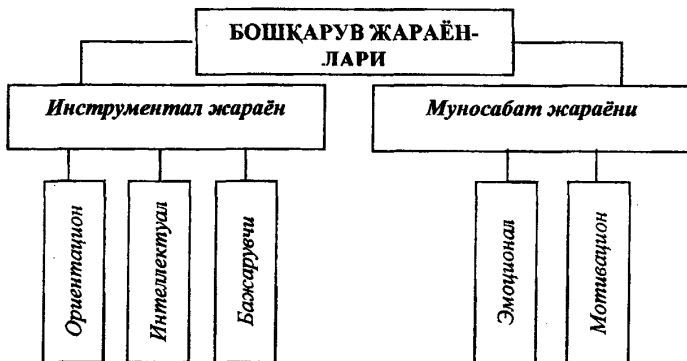 БОШҚАРУВ ЖАРАЁН-
ЛАРИ
Инструментал жараён
Муносабат жараёни
Ориентацион
Интеллектуал
Бажарувчи
Эмоционал
Мотивацион